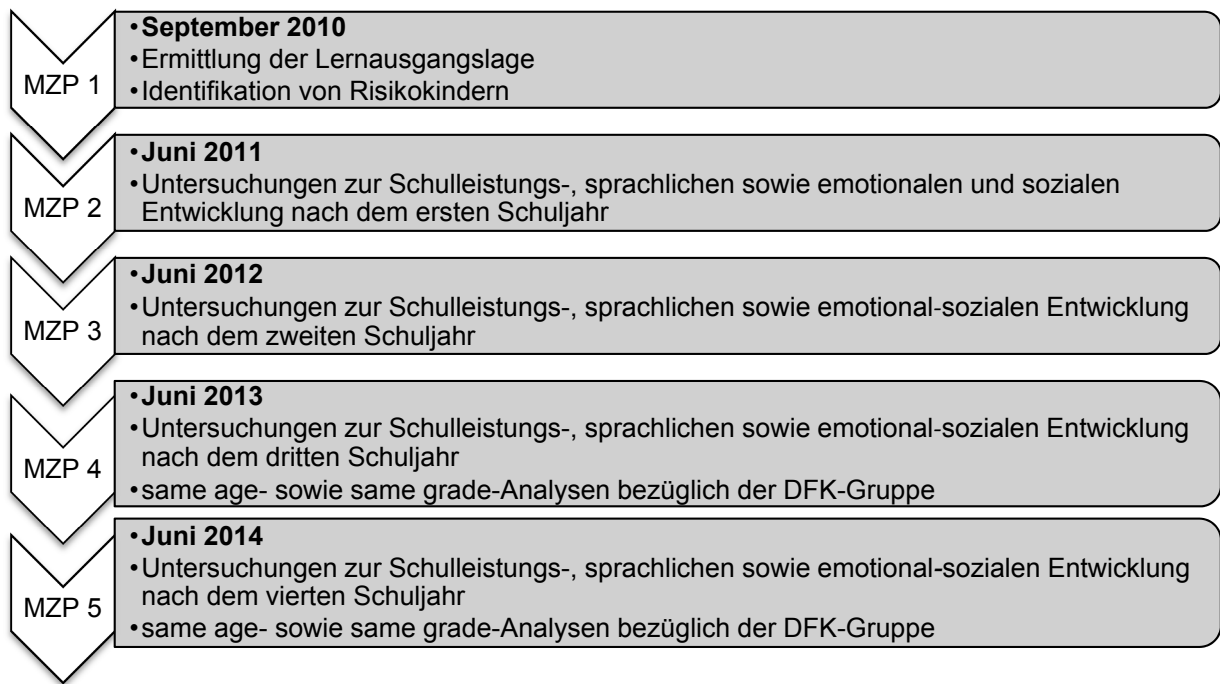 MZP 1
•September 2010
•Ermittlung der Lernausgangslage
•Identifikation von Risikokindern
MZP 2
•Juni 2011
•Untersuchungen zur Schulleistungs-, sprachlichen sowie emotionalen und sozialen
Entwicklung nach dem ersten Schuljahr
MZP 3
•Juni 2012
•Untersuchungen zur Schulleistungs-, sprachlichen sowie emotional-sozialen Entwicklung
nach dem zweiten Schuljahr
MZP 4
•Juni 2013
•Untersuchungen zur Schulleistungs-, sprachlichen sowie emotional-sozialen Entwicklung
nach dem dritten Schuljahr
•same age- sowie same grade-Analysen bezüglich der DFK-Gruppe
MZP 5
•Juni 2014
•Untersuchungen zur Schulleistungs-, sprachlichen sowie emotional-sozialen Entwicklung
nach dem vierten Schuljahr
•same age- sowie same grade-Analysen bezüglich der DFK-Gruppe